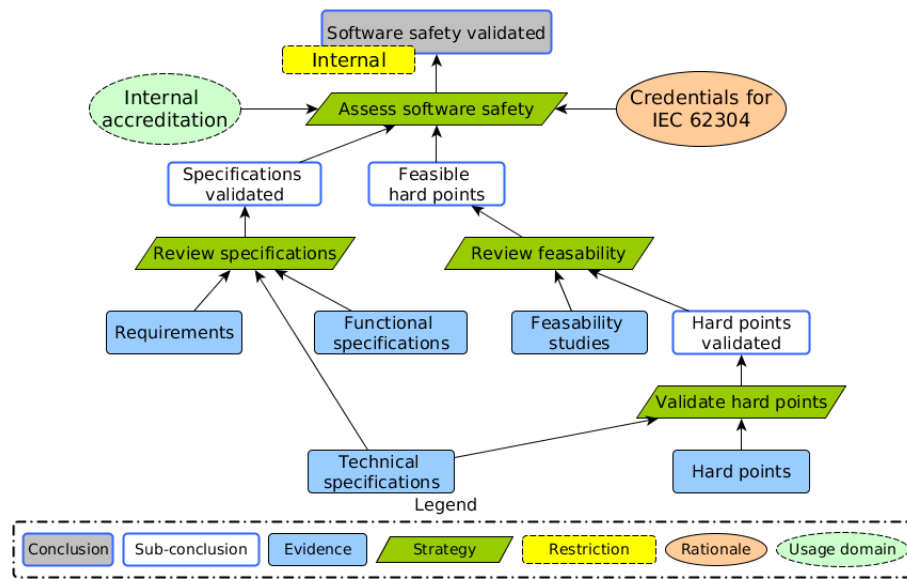 Software safety validated
Internal
Internal
accreditation
Assess software safety
Credentials for
IEC 62304
Specifications
validated
Feasible
hard points
Review specifications
Review feasability
Requirements
Functional
specifications
Feasability
studies
Hard points
validated
Validate hard points
Technical
specifications
Hard points
Legend
Conclusion
Sub-conclusion
Evidence
Strategy
Restriction
Rationale
Usage domain